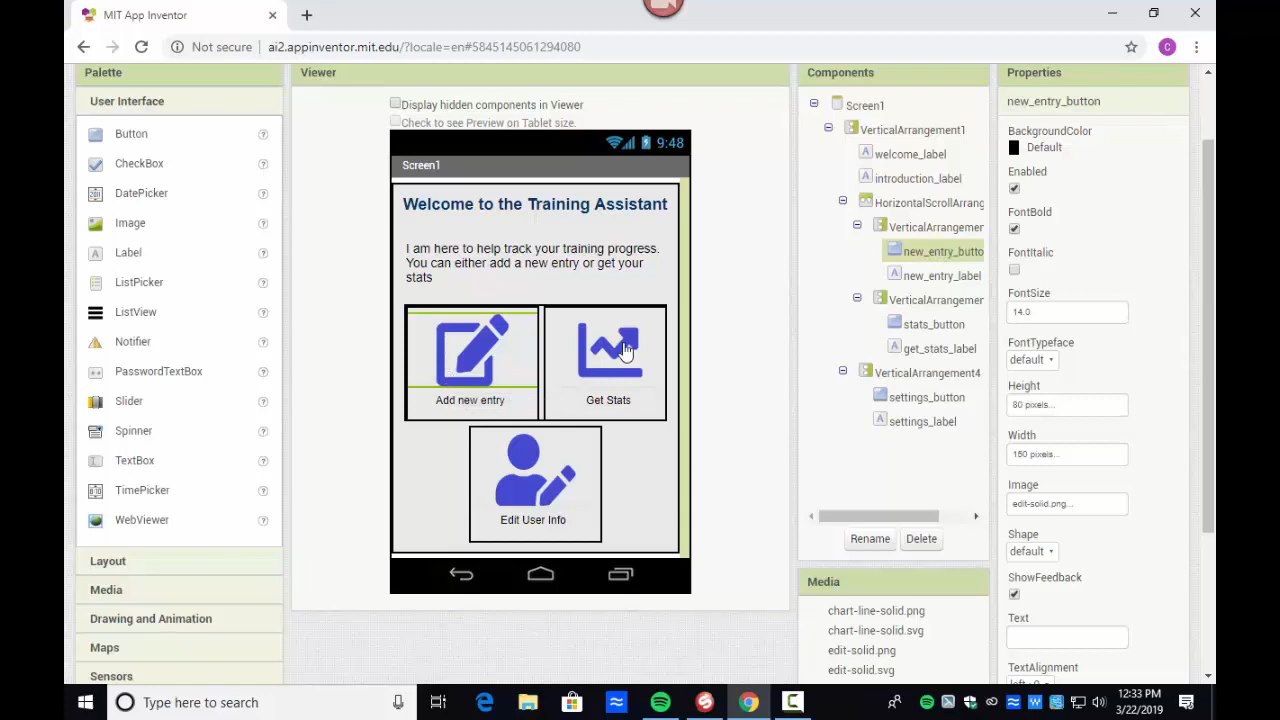 MIT App Inventor
Not secure
ai2.appinventor.mit.edu/?locale=en#5845145061294080
C
Palette
Viewer
Components
Properties
User Interface
Button
CheckBox
DatePicker
Image
Label
ListPicker
ListView
Notifier
PasswordTextBox
Slider
Spinner
TextBox
TimePicker
WebViewer
Layout
Media
Drawing and Animation
Maps
Sensors
Display hidden components in Viewer
Check to see Preview on Tablet size.
9:48
Screen1
Welcome to the Training Assistant
I am here to help track your training progress.
You can either add a new entry or get your
stats
Add new entry
Get Stats
Edit User Info
Screen1
VerticalArrangement1
welcome_label
introduction_label
HorizontalScrollArrang
VerticalArrangemer
new_entry_butto
new_entry_label
VerticalArrangemer
stats_button
get_stats_label
VerticalArrangement4
settings_button
settings_label
Rename
Delete
Media
chart-line-solid.png
chart-line-solid.svg
edit-solid.png
edit-solid.svg
new_entry_button
BackgroundColor
Default
Enabled
FontBold
FontItalic
FontSize
14.0
FontTypeface
default
Height
80 pixels...
Width
150 pixels...
Image
edit-solid.png...
Shape
default
ShowFeedback
Text
TextAlignment
Type here to search
12:33 PM
3/22/2019